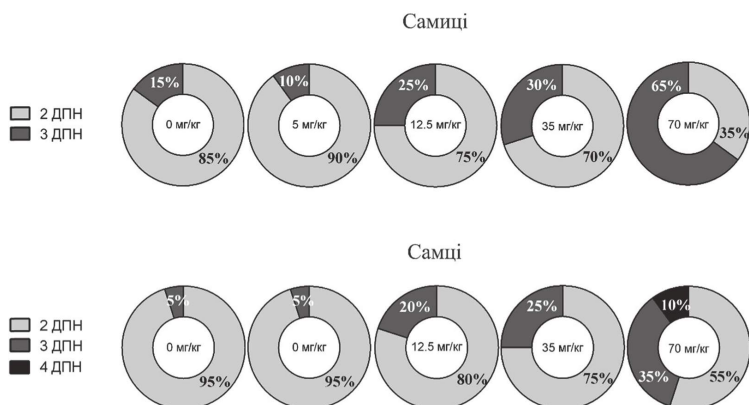 Самиці
15%
10%
25%
30%
65%
2 ДПН
3 ДПН
0 мг/кг
5 мг/кг
12.5 мг/кг
35 мг/кг
70 мг/кг
35%
85%
90%
75%
70%
Самці
5%
5%
20%
25%
10%
2 ДПН
3 ДПН
4 ДПН
0 мг/кг
0 мг/кг
12.5 мг/кг
35 мг/кг
70 мг/кг
95%
95%
80%
75%
35%
55%